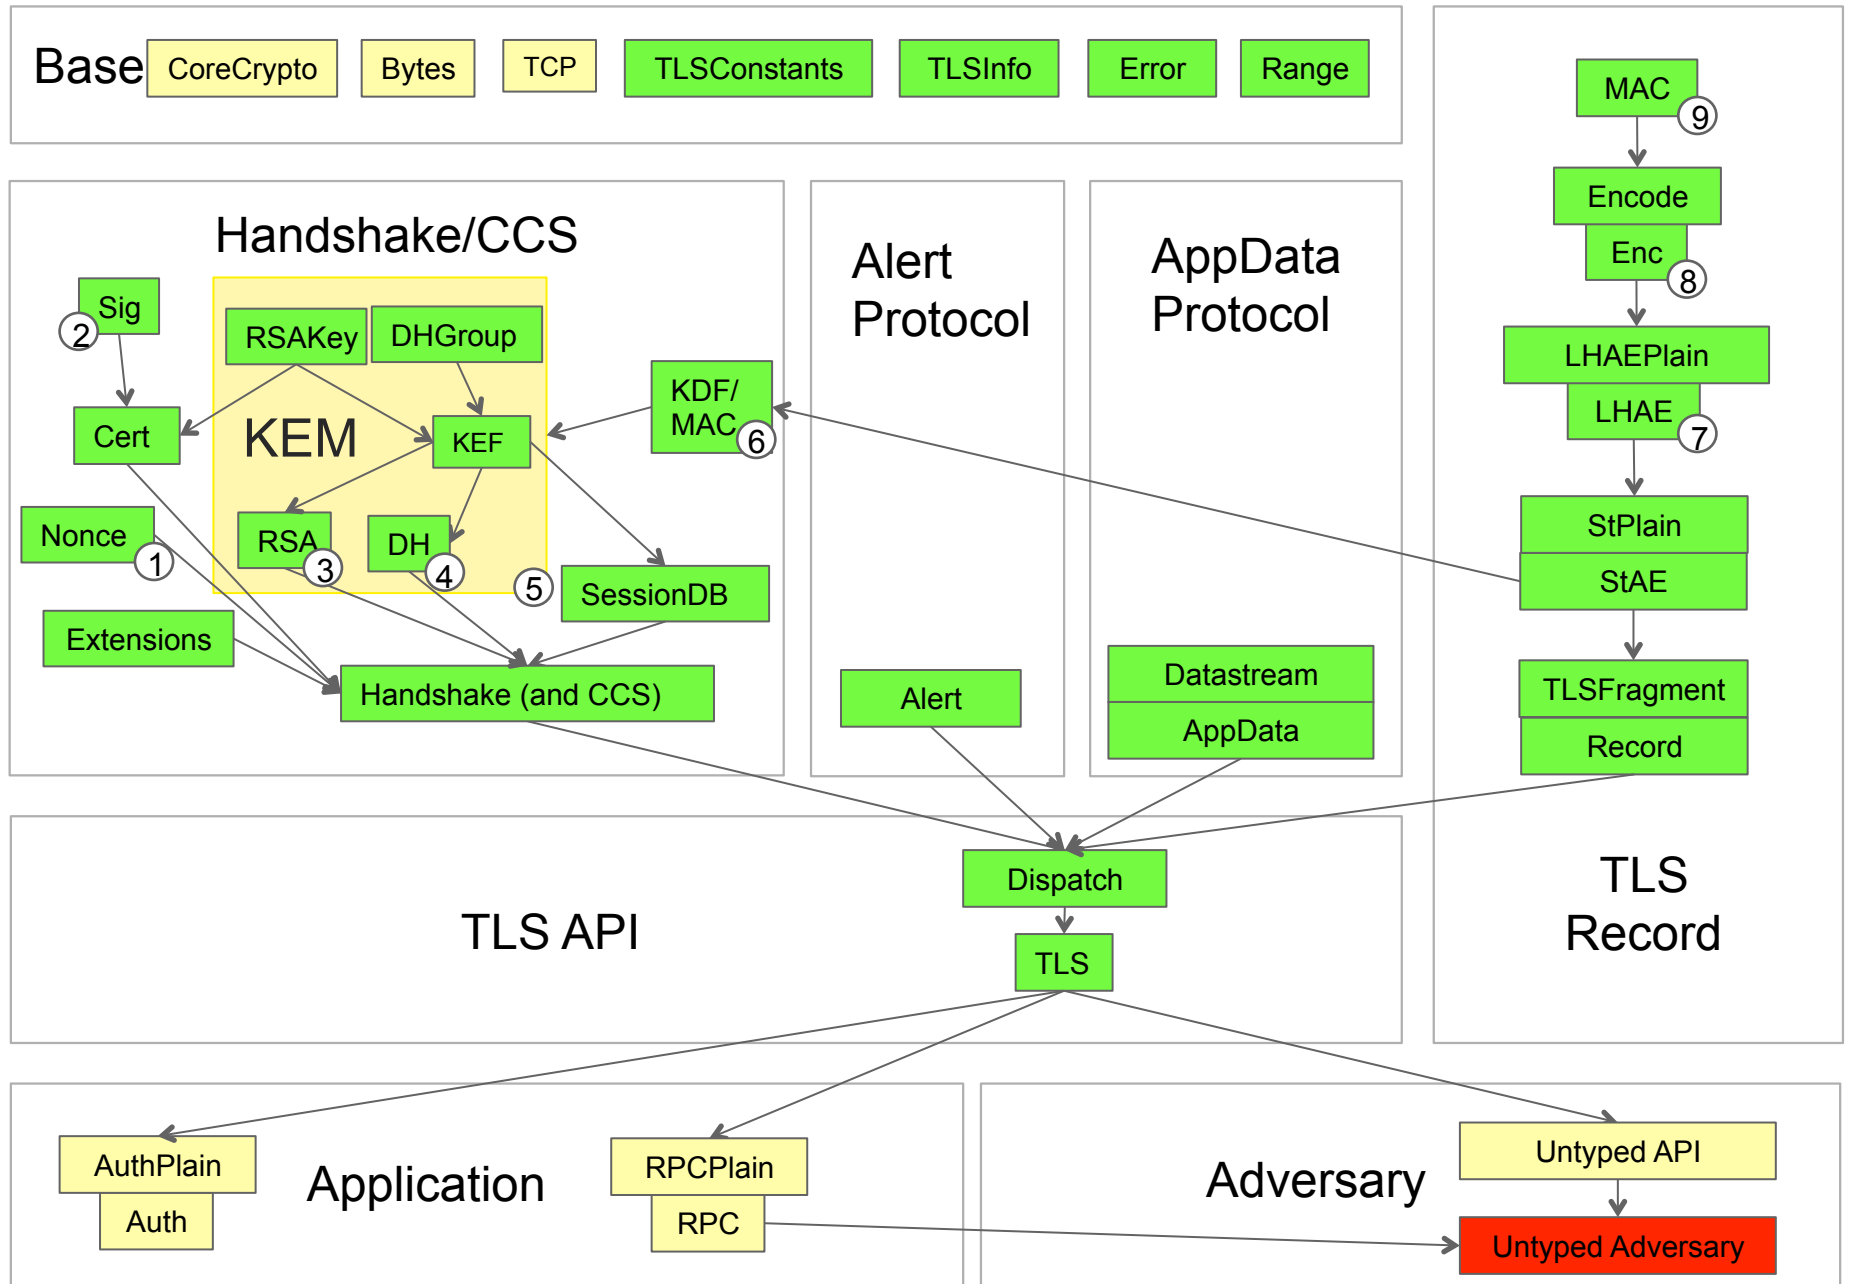 Base
CoreCrypto
Bytes
TCP
TLSConstants
TLSInfo
Error
Range
Handshake/CCS
Sig
2
RSAKey
DHGroup
KEM
Cert
KEF
KDF/
MAC
6
Nonce
1
RSA
3
DH
4
5
SessionDB
Extensions
Handshake (and CCS)
Alert
Protocol
Alert
AppData
Protocol
Datastream
AppData
MAC
9
Encode
Enc
8
LHAEPlain
LHAE
7
StPlain
StAE
TLSFragment
Record
TLS
Record
TLS API
Dispatch
TLS
AuthPlain
Auth
Application
RPCPlain
RPC
Adversary
Untyped API
Untyped Adversary